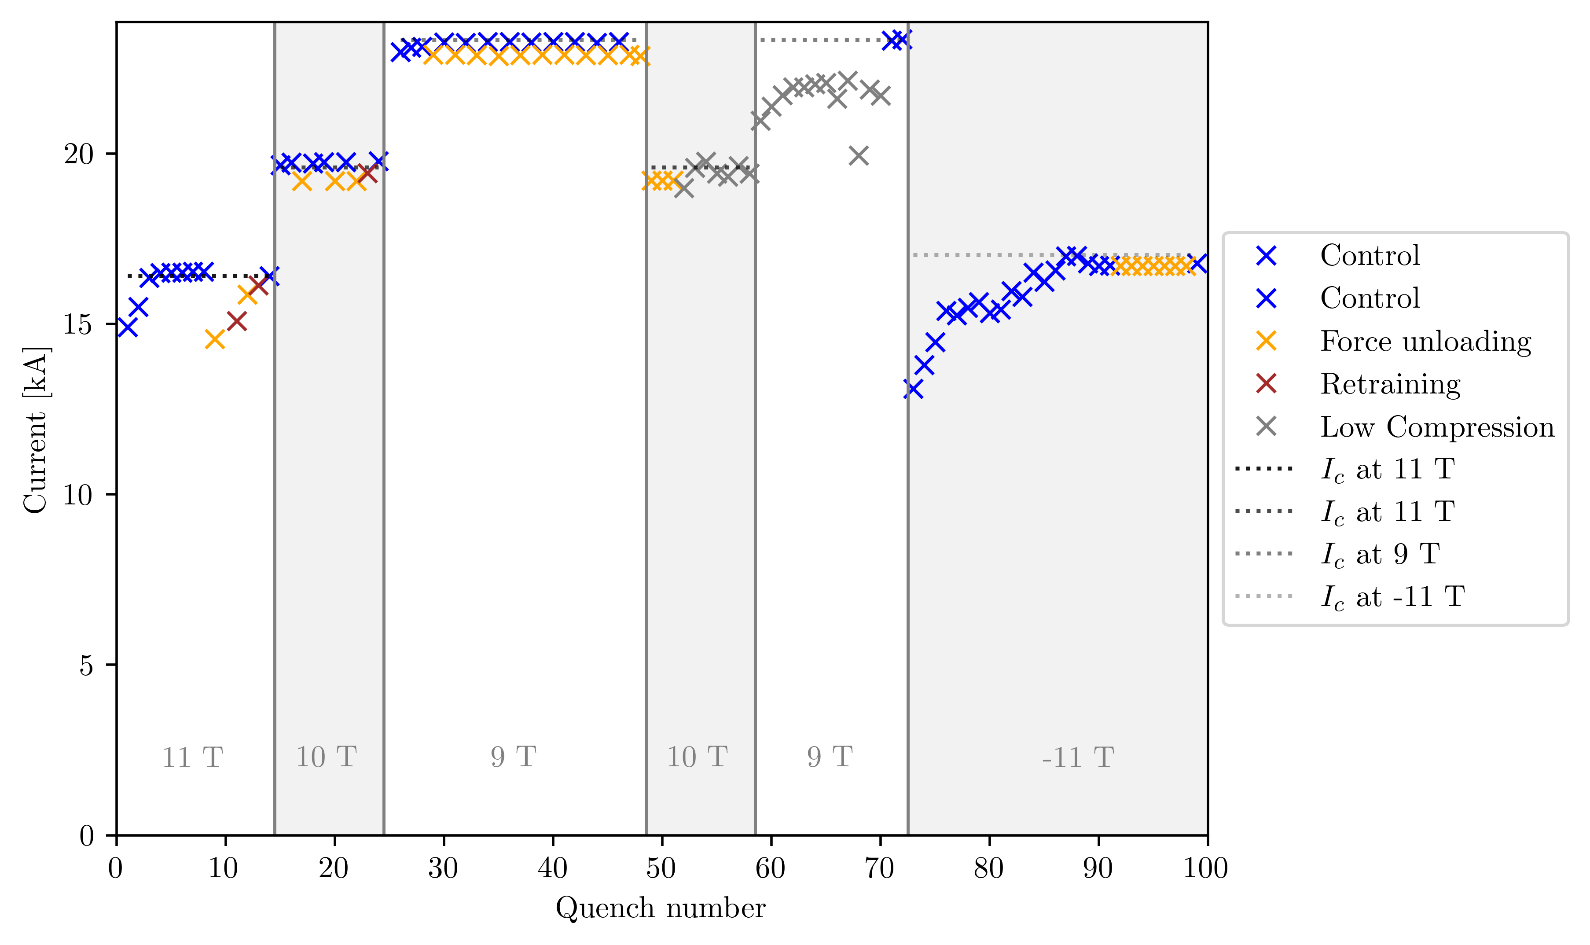 20
15
10
5
0
Current [kA]
11 T
10 T
9 T
10 T
9 T
-11 T
0 10 20 30 40 50 60 70 80 90 100
Quench number
Control
Control
Force unloading
Retraining
Low Compression
I_c at 11 T
I_c at 11 T
I_c at 9 T
I_c at -11 T